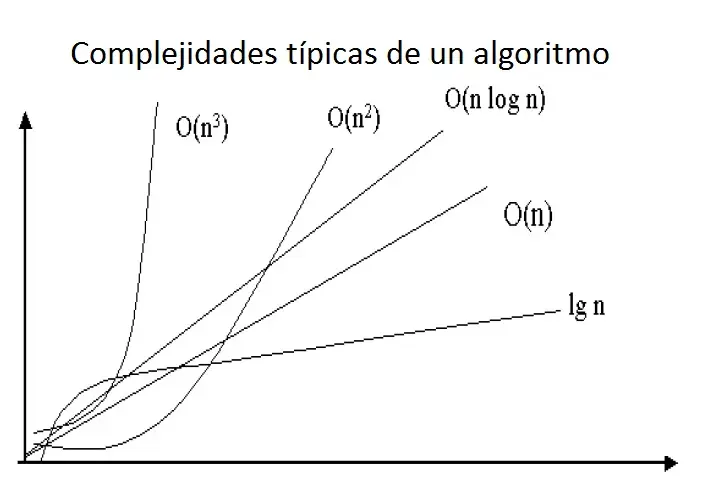 Complejidades típicas de un algoritmo
O(n³)
O(n²)
O(n log n)
O(n)
lg n